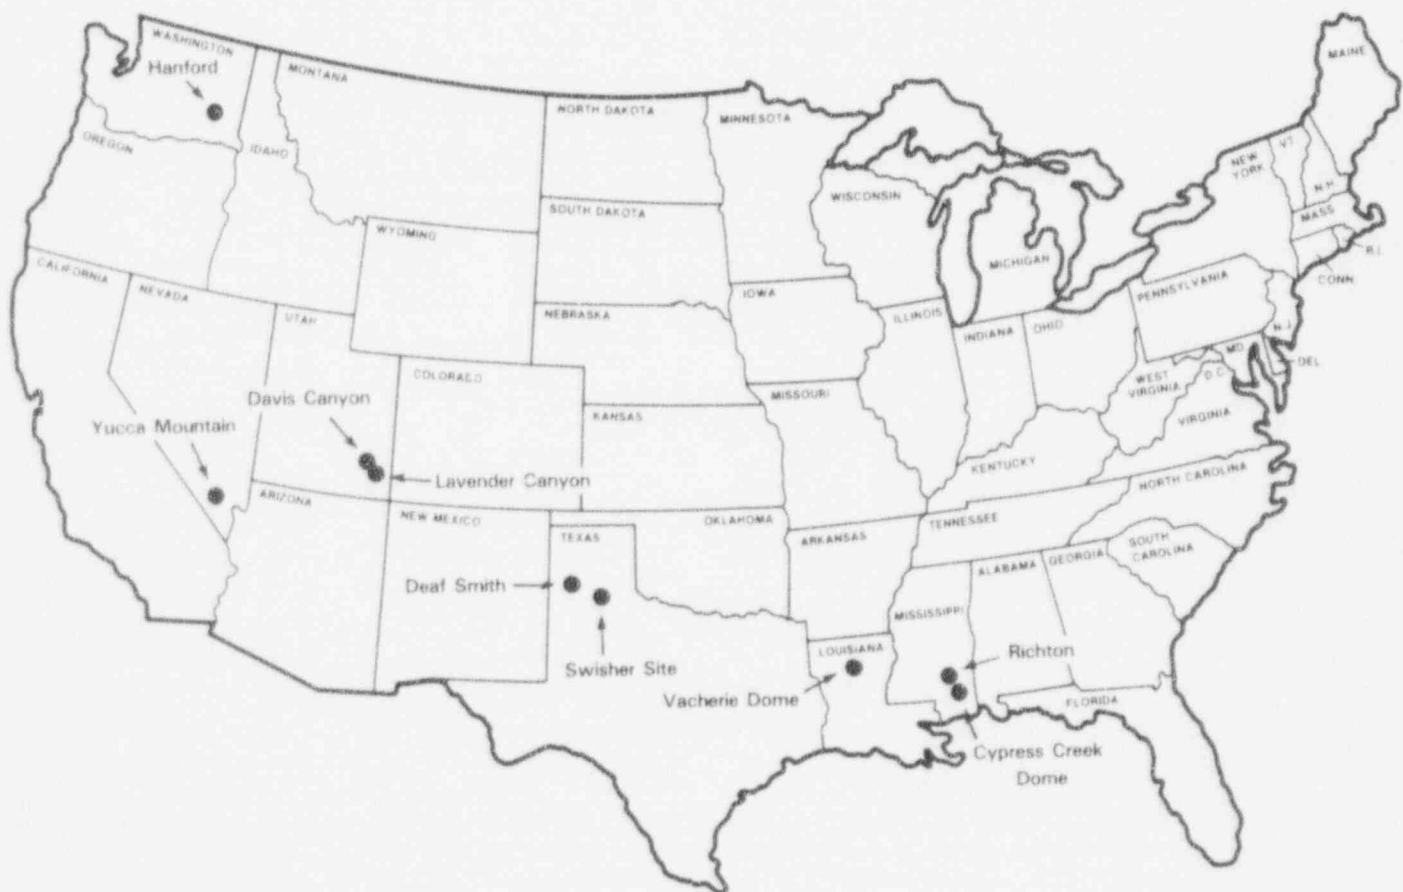 WASHINGTON
Hanford
MONTANA
NORTH DAKOTA
MINNESOTA
MAINE
OREGON
IDAHO
VT.
NEW
YORK
N.H.
WISCONSIN
SOUTH DAKOTA
MASS
WYOMING
R.I.
CALIFORNIA
NEVADA
MICHIGAN
CONN.
IOWA
PENNSYLVANIA
UTAH
NEBRASKA
ILLINOIS
INDIANA
OHIO
N.J.
MD.
DEL
COLORADO
WEST
VIRGINIA
D.C.
Davis Canyon
KANSAS
MISSOURI
VIRGINIA
Yucca Mountain
Lavender Canyon
KENTUCKY
NORTH CAROLINA
ARIZONA
NEW MEXICO
OKLAHOMA
TENNESSEE
TEXAS
ARKANSAS
SOUTH
CAROLINA
ALABAMA
GEORGIA
Deaf Smith
MISSISSIPPI
Swisher Site
LOUISIANA
Richton
Vacherie Dome
FLORIDA
Cypress Creek
Dome